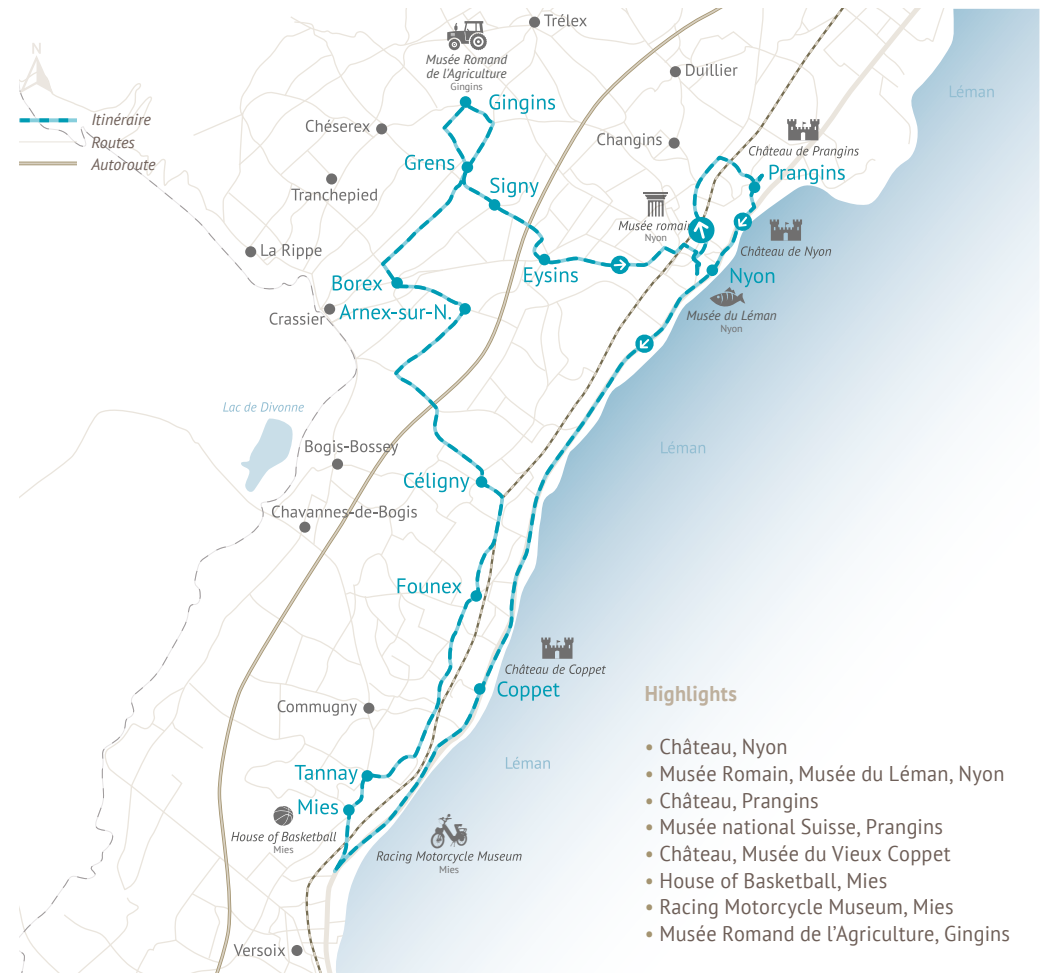 Trélex
Musée Romand
de l'Agriculture
Gingins
N
Duillier
Léman
Gingins
Itinéraire
Routes
Autoroute
Chéserex
Changins
Château de Prangins
Grens
Prangins
Tranchepied
Signy
Musée romain
Nyon
Château de Nyon
La Rippe
Eysins
Nyon
Borex
Crassier
Arnex-sur-N.
Musée du Léman
Nyon
Lac de Divonne
Bogis-Bossey
Léman
Céligny
Chavannes-de-Bogis
Founex
Château de Coppet
Coppet
Commugny
Léman
Tannay
Mies
House of Basketball
Mies
Racing Motorcycle Museum
Mies
Versoix
Highlights
• Château, Nyon
• Musée Romain, Musée du Léman, Nyon
• Château, Prangins
• Musée national Suisse, Prangins
• Château, Musée du Vieux Coppet
• House of Basketball, Mies
• Racing Motorcycle Museum, Mies
• Musée Romand de l'Agriculture, Gingins